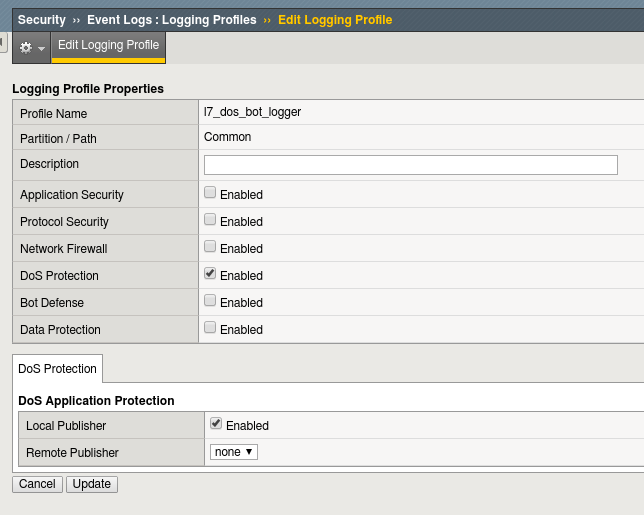 Security ›› Event Logs : Logging Profiles ›› Edit Logging Profile
Edit Logging Profile
Logging Profile Properties
Profile Name l7_dos_bot_logger
Partition / Path Common
Description
Application Security Enabled
Protocol Security Enabled
Network Firewall Enabled
DoS Protection Enabled
Bot Defense Enabled
Data Protection Enabled
DoS Protection
DoS Application Protection
Local Publisher Enabled
Remote Publisher none
Cancel Update